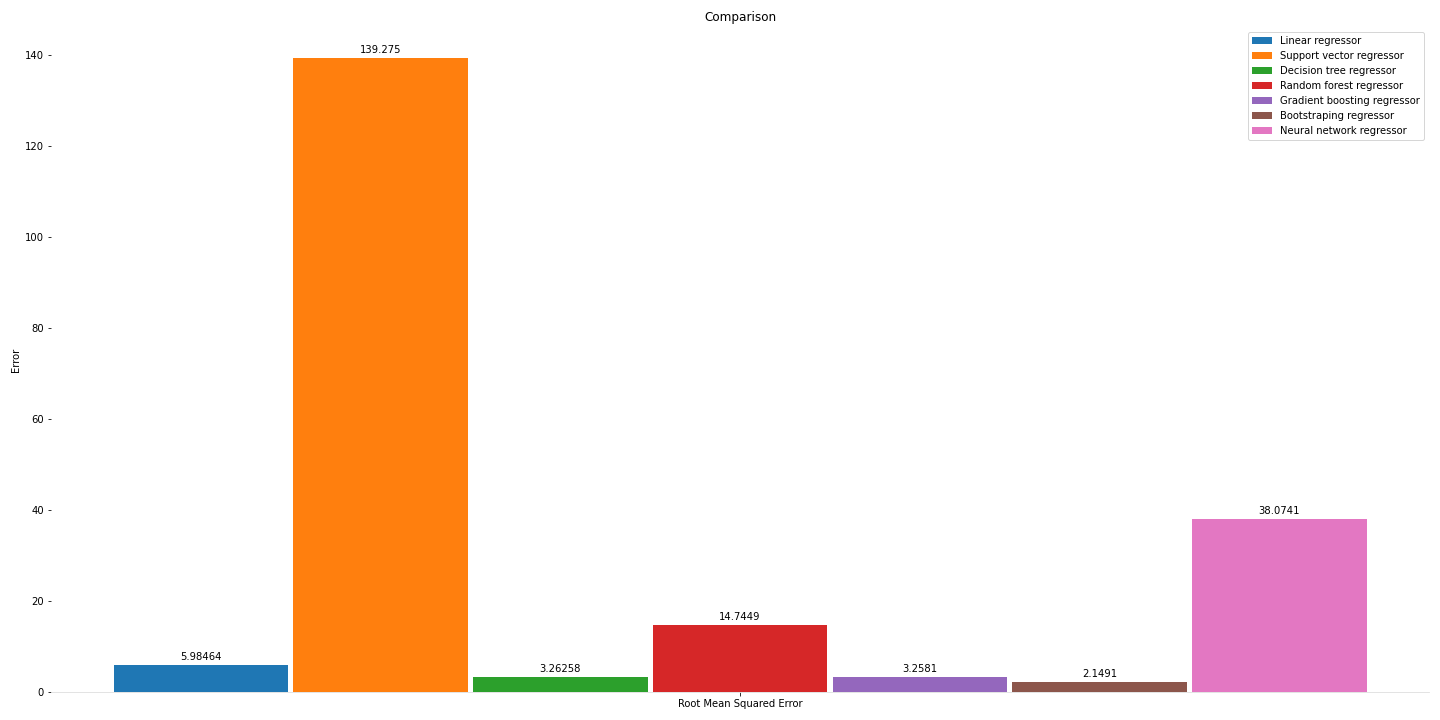 Comparison
Linear regressor
Support vector regressor
Decision tree regressor
Random forest regressor
Gradient boosting regressor
Bootstraping regressor
Neural network regressor
Error
140
120
100
80
60
40
20
0
5.98464
139.275
3.26258
14.7449
3.2581
2.1491
38.0741
Root Mean Squared Error